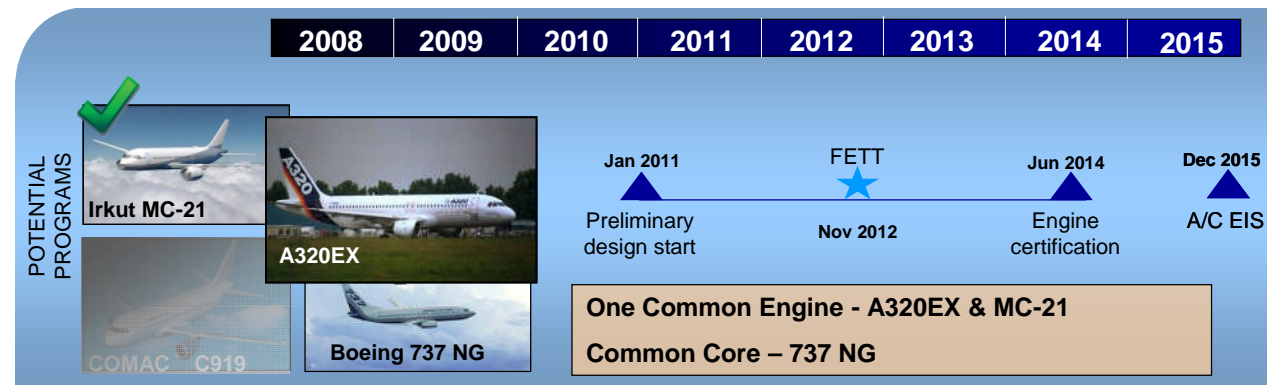 2008 2009 2010 2011 2012 2013 2014 2015
POTENTIAL
PROGRAMS
Irkut MC-21
A320
A320
A320EX
COMAC C919
Boeing 737 NG
Jan 2011
Preliminary
design start
FETT
Nov 2012
Jun 2014
Engine
certification
Dec 2015
A/C EIS
One Common Engine - A320EX & MC-21
Common Core – 737 NG